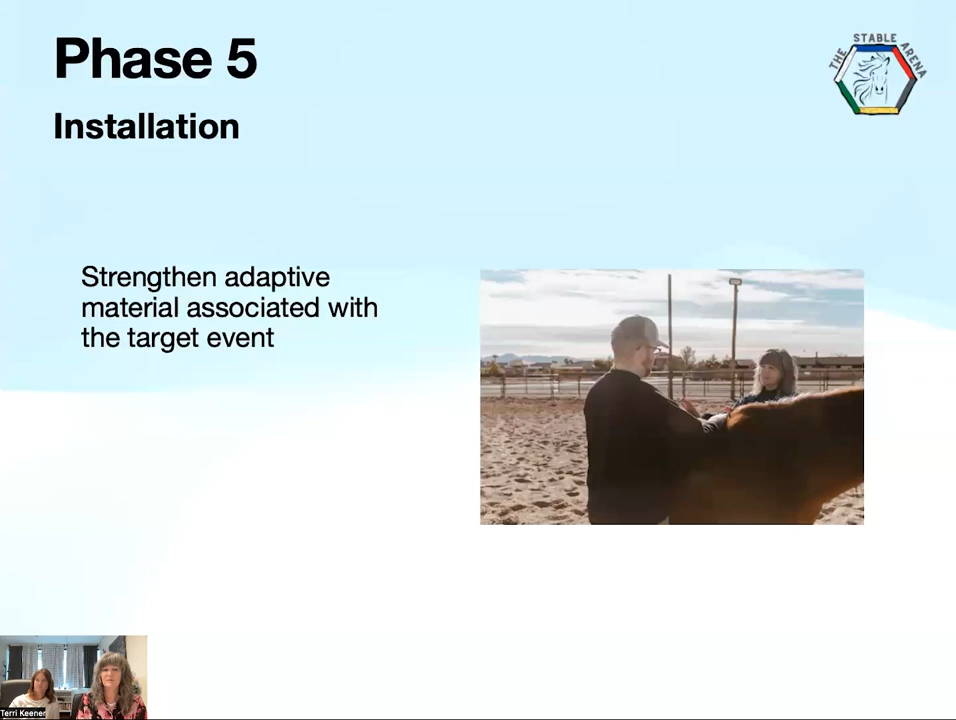 Phase 5
Installation
THE STABLE ARENA
Strengthen adaptive
material associated with
the target event
Terri Keener